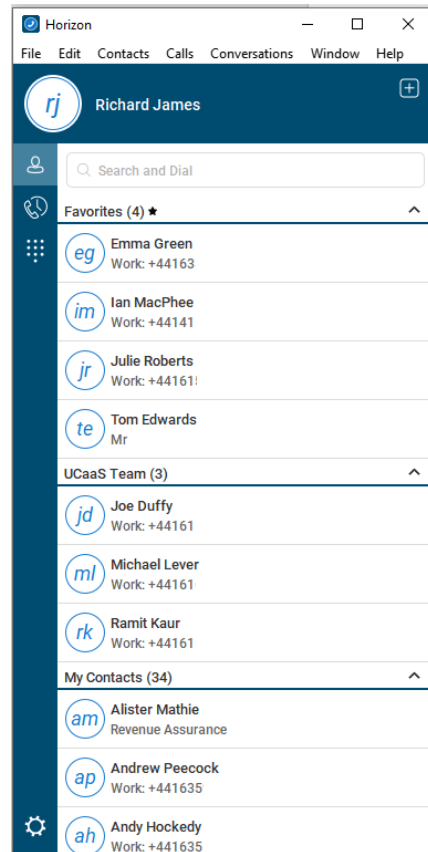 Horizon
File Edit Contacts Calls Conversations Window Help
rj Richard James
Search and Dial
Favorites (4)
eg Emma Green
Work: +44163
im Ian MacPhee
Work: +44141
jr Julie Roberts
Work: +44161
te Tom Edwards
Mr
UCaaS Team (3)
jd Joe Duffy
Work: +44161
ml Michael Lever
Work: +44161
rk Ramit Kaur
Work: +44161
My Contacts (34)
am Alister Mathie
Revenue Assurance
ap Andrew Peecock
Work: +441635
ah Andy Hockedy
Work: +441635